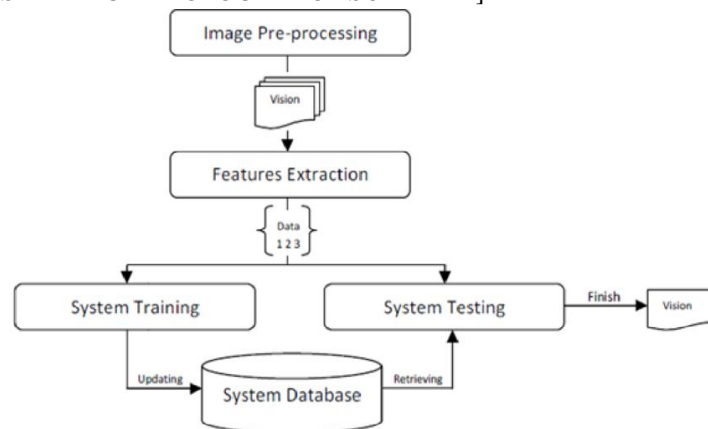 Image Pre-processing
Vision
Features Extraction
Data
1 2 3
System Training
System Testing
Finish
Vision
Updating
System Database
Retrieving